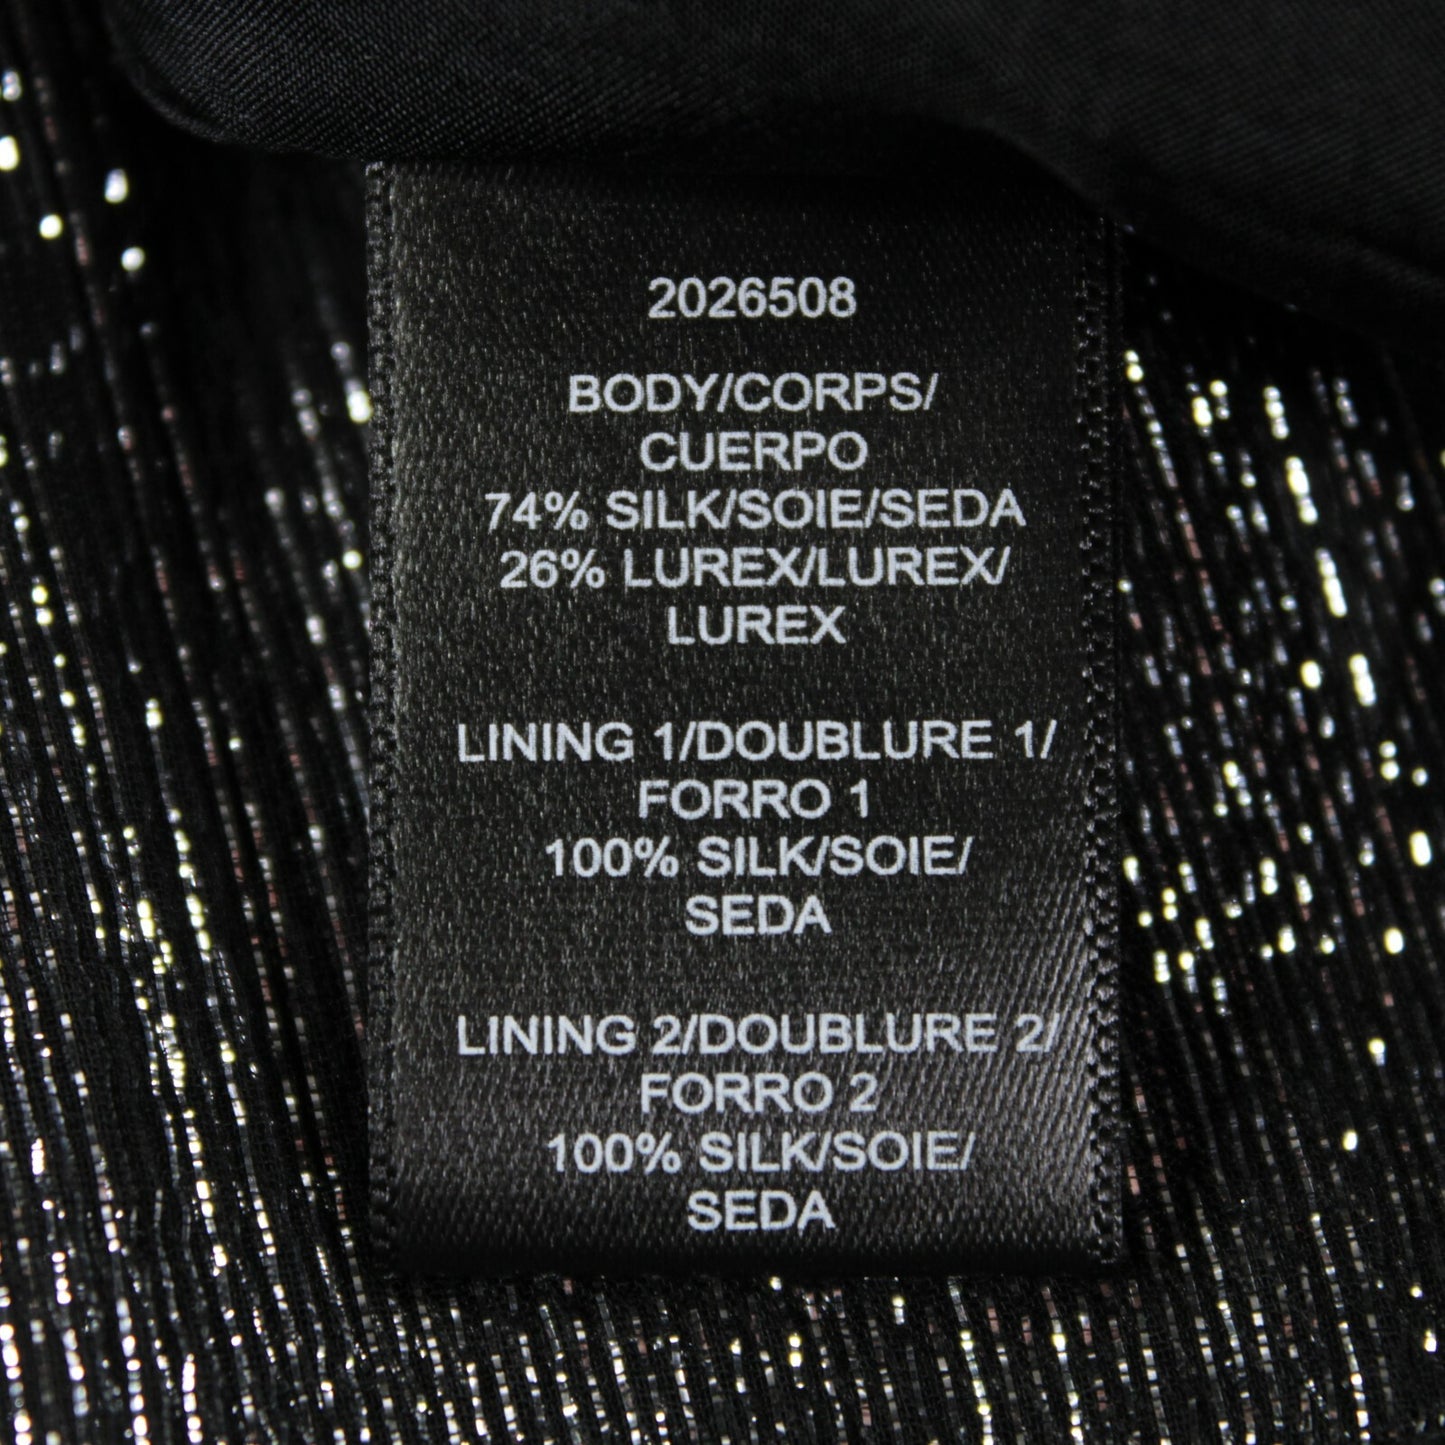 2026508
BODY/CORPS/
CUERPO
74% SILK/SOIE/SEDA
26% LUREX/LUREX/
LUREX
LINING 1/DOUBLURE 1/
FORRO 1
100% SILK/SOIE/
SEDA
LINING 2/DOUBLURE 2/
FORRO 2
100% SILK/SOIE/
SEDA